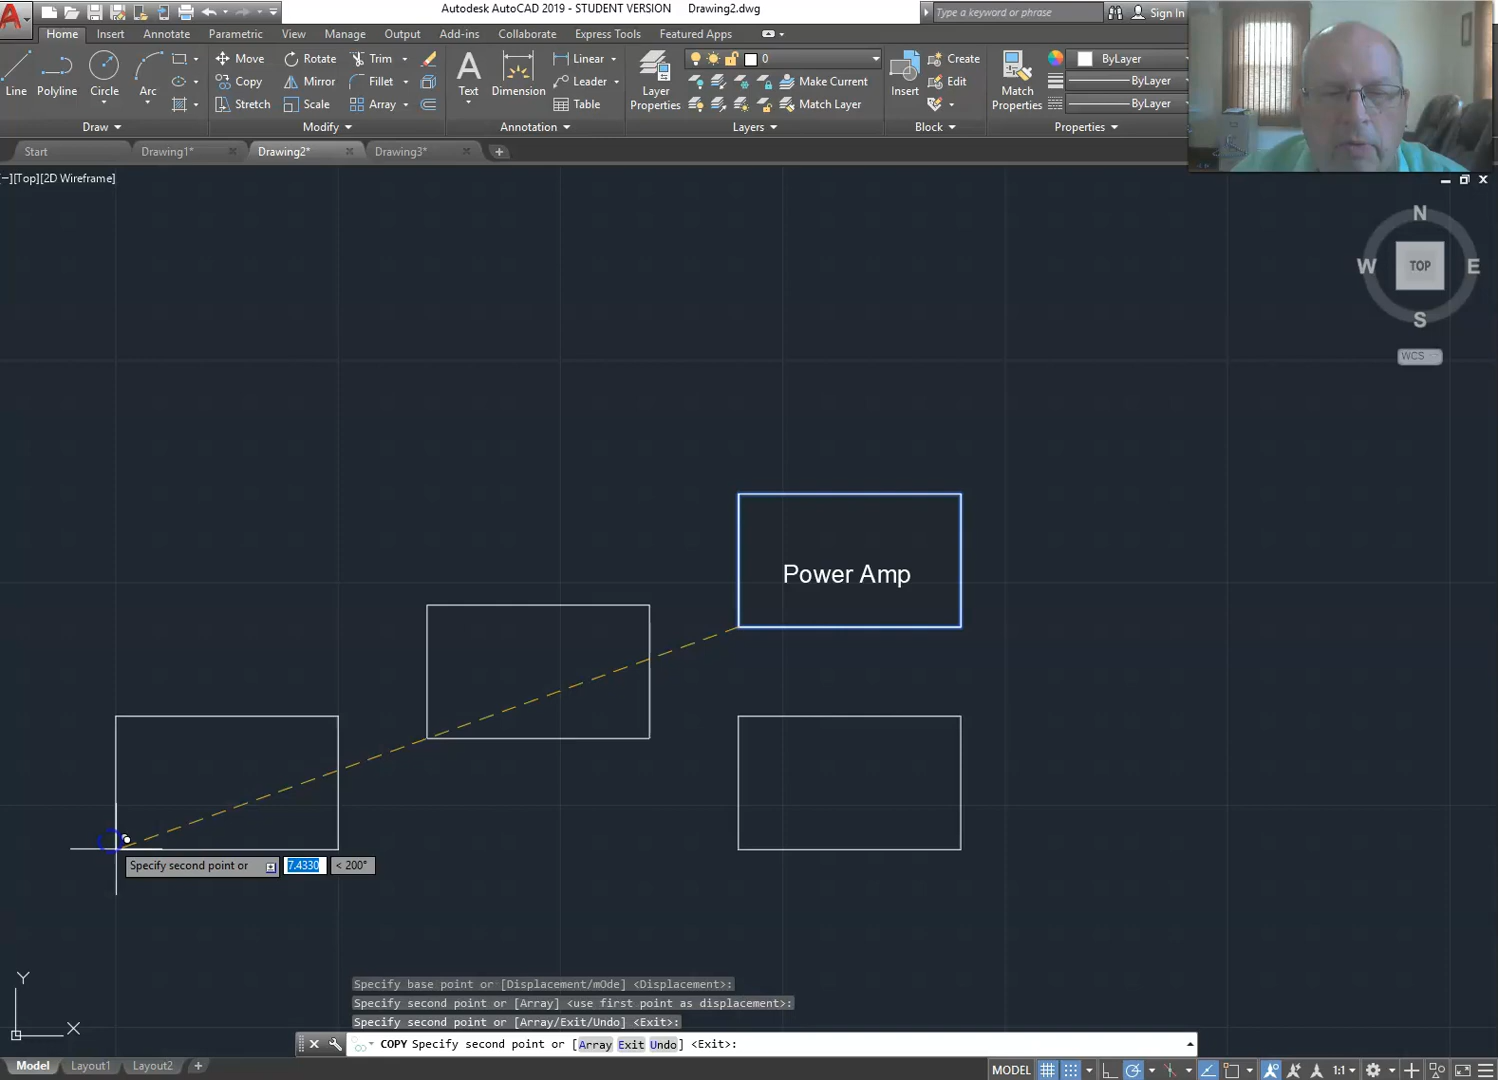 Autodesk AutoCAD 2019 - STUDENT VERSION Drawing2.dwg
Type a keyword or phrase
Sign In
Home Insert Annotate Parametric View Manage Output Add-ins Collaborate Express Tools Featured Apps
Line Polyline Circle Arc
Move Rotate Trim
Copy Mirror Fillet
Stretch Scale Array
Text Dimension
Linear
Leader
Table
Layer Properties
0
Make Current
Match Layer
Insert
Create
Edit
Match Properties
ByLayer
ByLayer
ByLayer
Draw Modify Annotation Layers Block Properties
Start Drawing1* Drawing2* Drawing3*
[−][Top][2D Wireframe]
N
W TOP E
S
WCS
Power Amp
Specify second point or 7.4330 < 200°
Y
X
Specify base point or [Displacement/mOde] <Displacement>:
Specify second point or [Array] <use first point as displacement>:
Specify second point or [Array/Exit/Undo] <Exit>:
COPY Specify second point or [Array Exit Undo] <Exit>:
Model Layout1 Layout2 +
MODEL 1:1